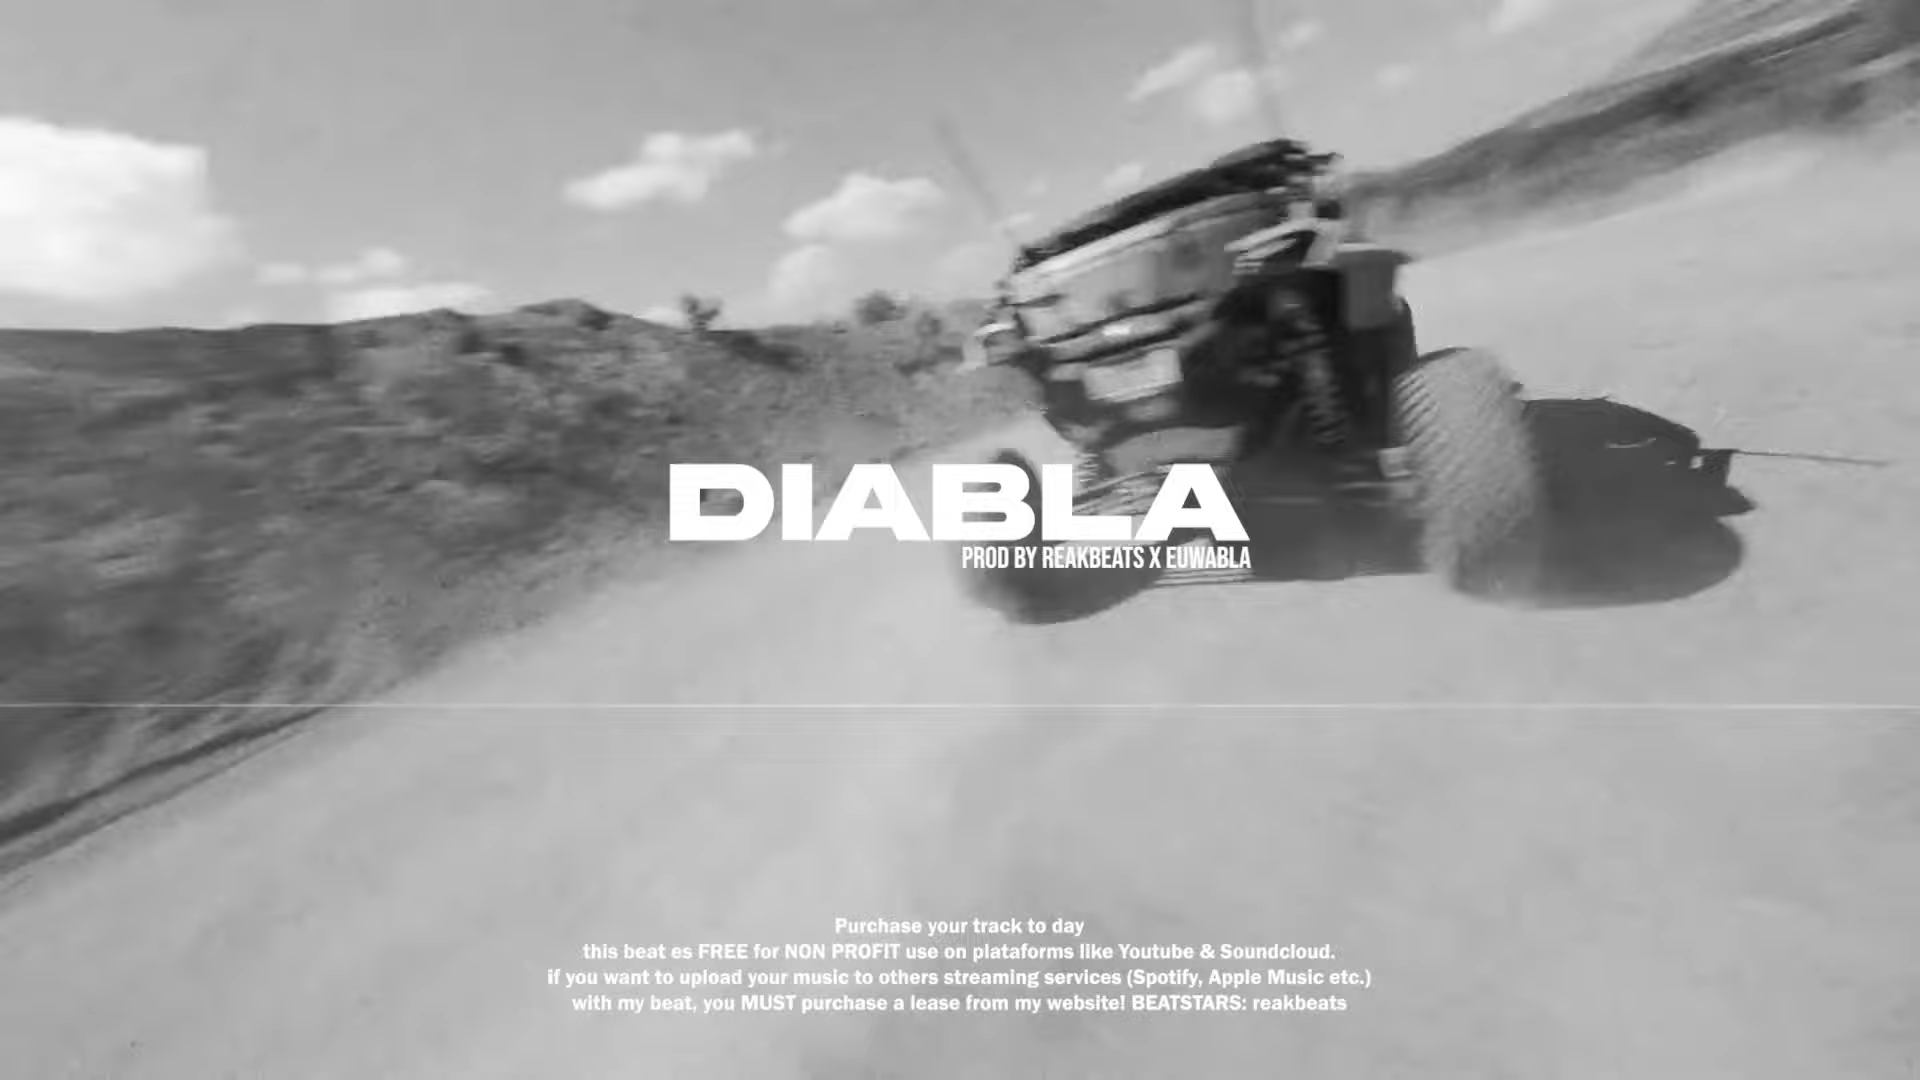 DIABLA
PROD BY REAKBEATS X EUWABLA
Purchase your track to day
this beat es FREE for NON PROFIT use on plataforms like Youtube & Soundcloud.
if you want to upload your music to others streaming services (Spotify, Apple Music etc.)
with my beat, you MUST purchase a lease from my website! BEATSTARS: reakbeats